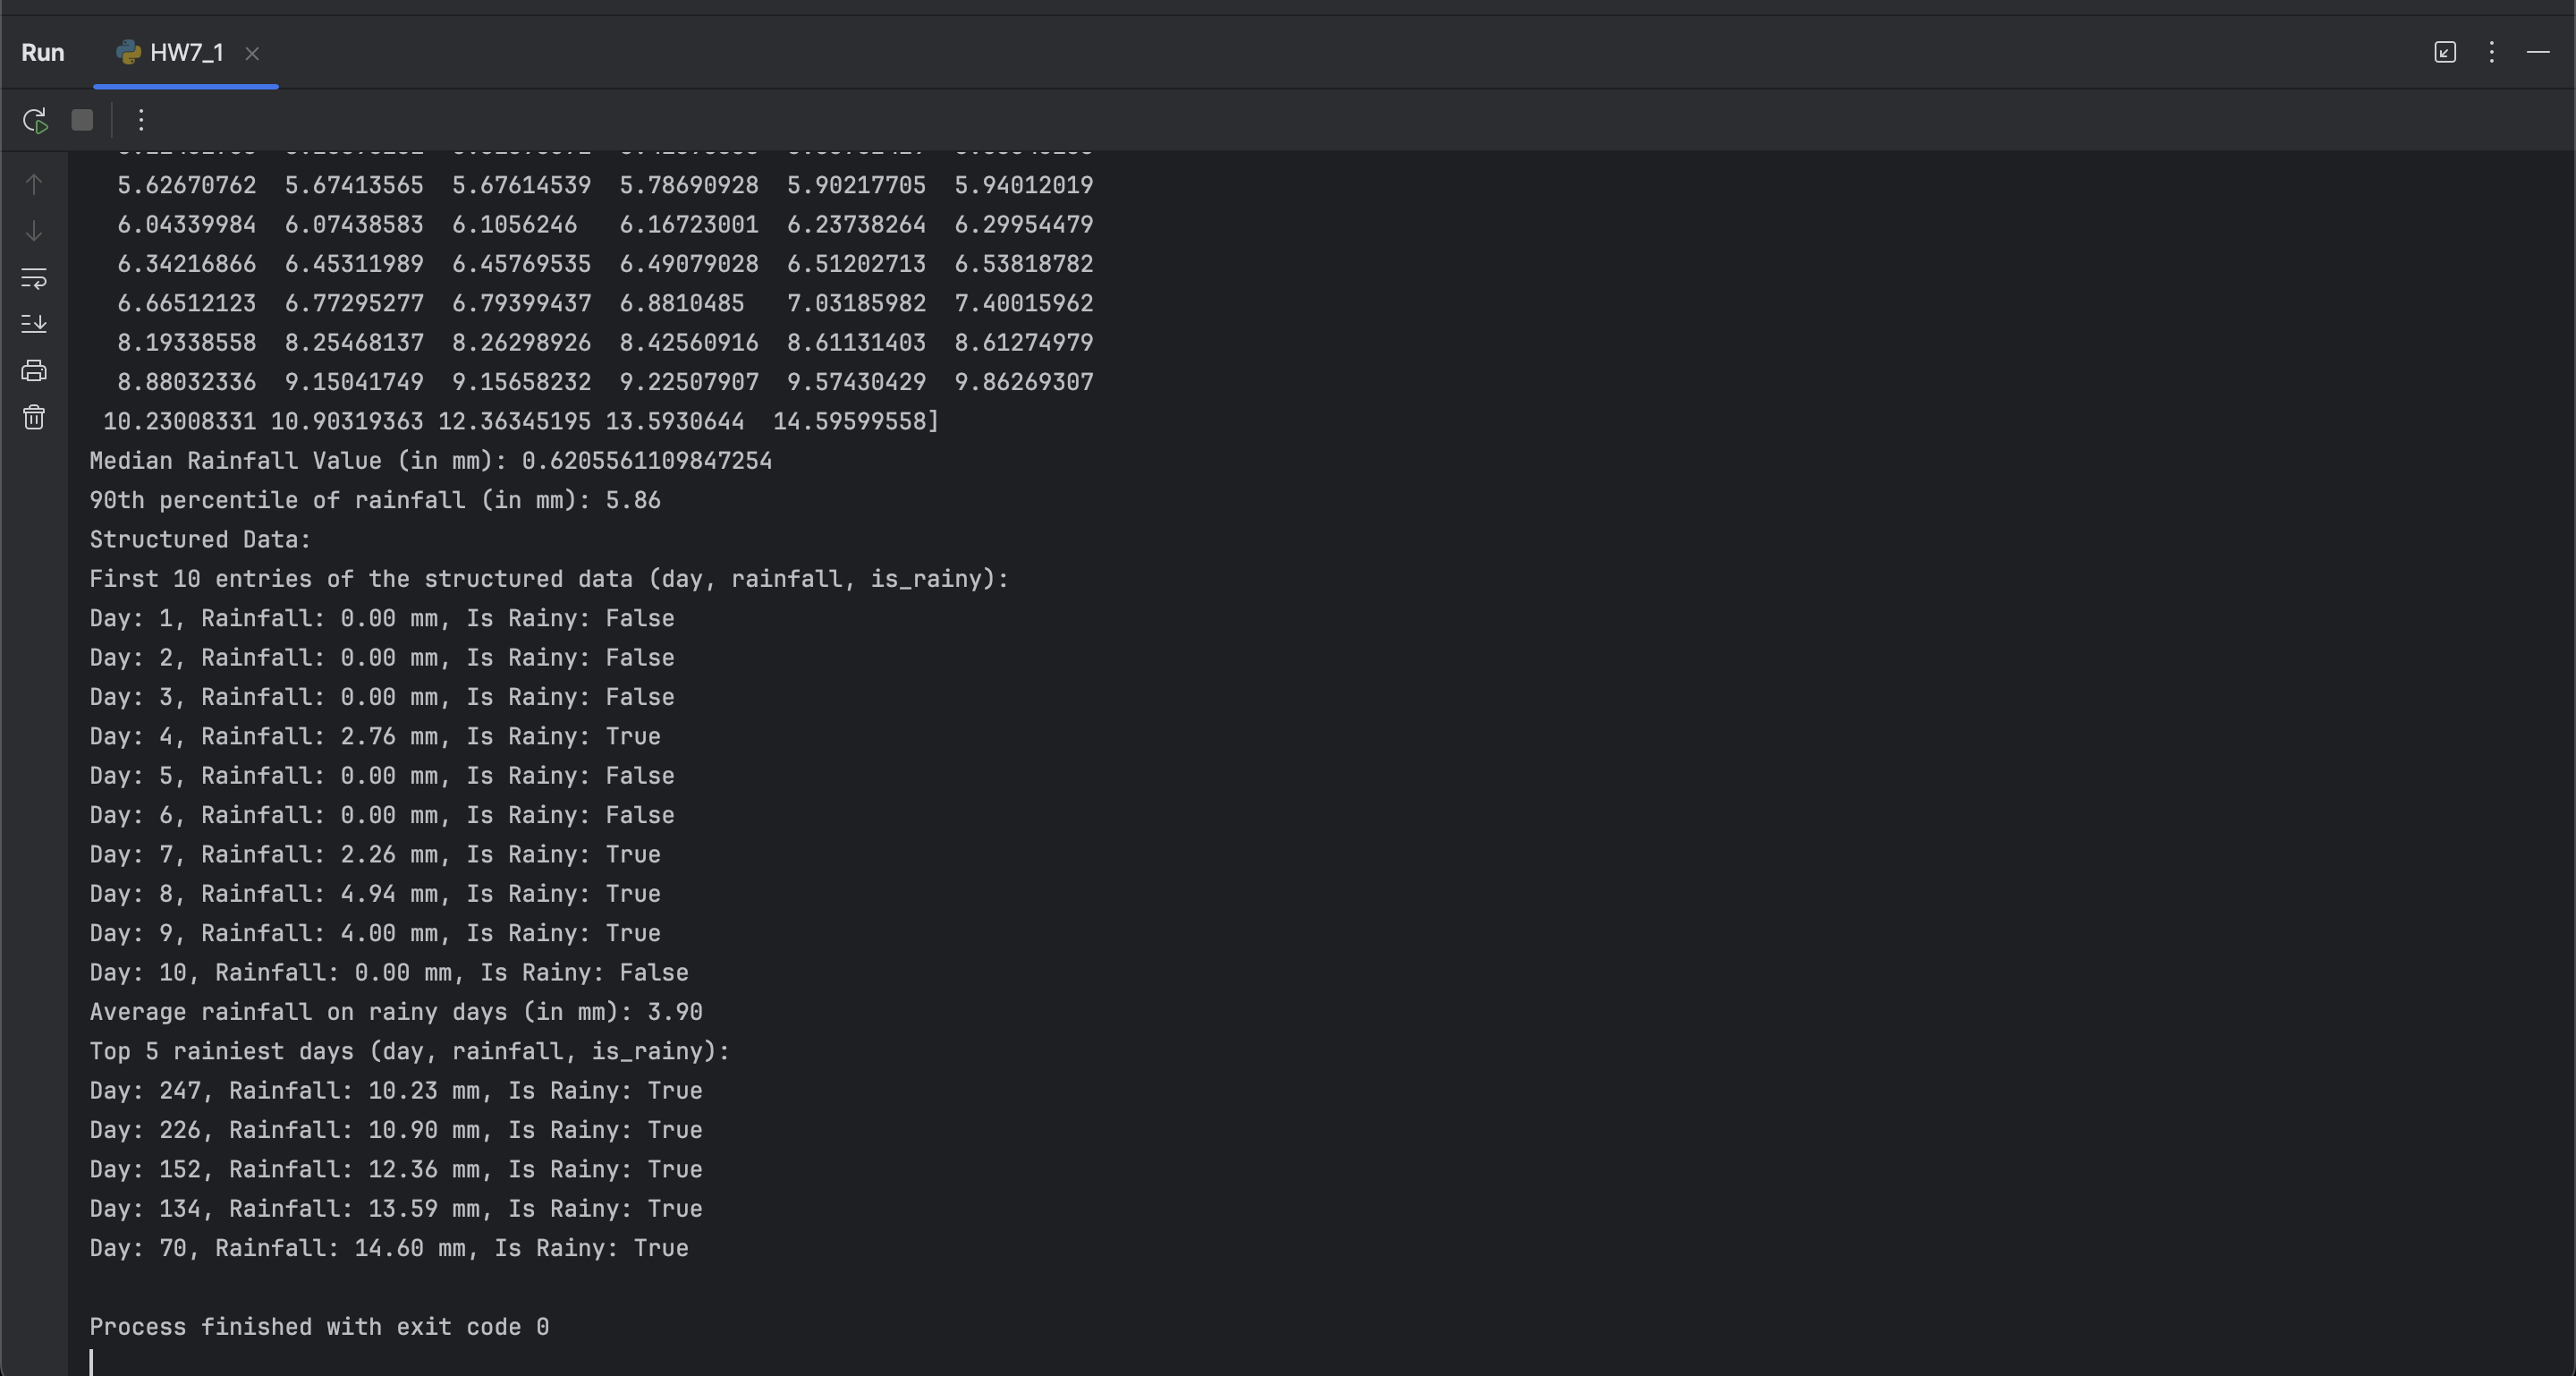 Run HW7_1
5.62670762 5.67413565 5.67614539 5.78690928 5.90217705 5.94012019
6.04339984 6.07438583 6.1056246 6.16723001 6.23738264 6.29954479
6.34216866 6.45311989 6.45769535 6.49079028 6.51202713 6.53818782
6.66512123 6.77295277 6.79399437 6.8810485 7.03185982 7.40015962
8.19338558 8.25468137 8.26298926 8.42560916 8.61131403 8.61274979
8.88032336 9.15041749 9.15658232 9.22507907 9.57430429 9.86269307
10.23008331 10.90319363 12.36345195 13.5930644 14.59599558]
Median Rainfall Value (in mm): 0.6205561109847254
90th percentile of rainfall (in mm): 5.86
Structured Data:
First 10 entries of the structured data (day, rainfall, is_rainy):
Day: 1, Rainfall: 0.00 mm, Is Rainy: False
Day: 2, Rainfall: 0.00 mm, Is Rainy: False
Day: 3, Rainfall: 0.00 mm, Is Rainy: False
Day: 4, Rainfall: 2.76 mm, Is Rainy: True
Day: 5, Rainfall: 0.00 mm, Is Rainy: False
Day: 6, Rainfall: 0.00 mm, Is Rainy: False
Day: 7, Rainfall: 2.26 mm, Is Rainy: True
Day: 8, Rainfall: 4.94 mm, Is Rainy: True
Day: 9, Rainfall: 4.00 mm, Is Rainy: True
Day: 10, Rainfall: 0.00 mm, Is Rainy: False
Average rainfall on rainy days (in mm): 3.90
Top 5 rainiest days (day, rainfall, is_rainy):
Day: 247, Rainfall: 10.23 mm, Is Rainy: True
Day: 226, Rainfall: 10.90 mm, Is Rainy: True
Day: 152, Rainfall: 12.36 mm, Is Rainy: True
Day: 134, Rainfall: 13.59 mm, Is Rainy: True
Day: 70, Rainfall: 14.60 mm, Is Rainy: True
Process finished with exit code 0